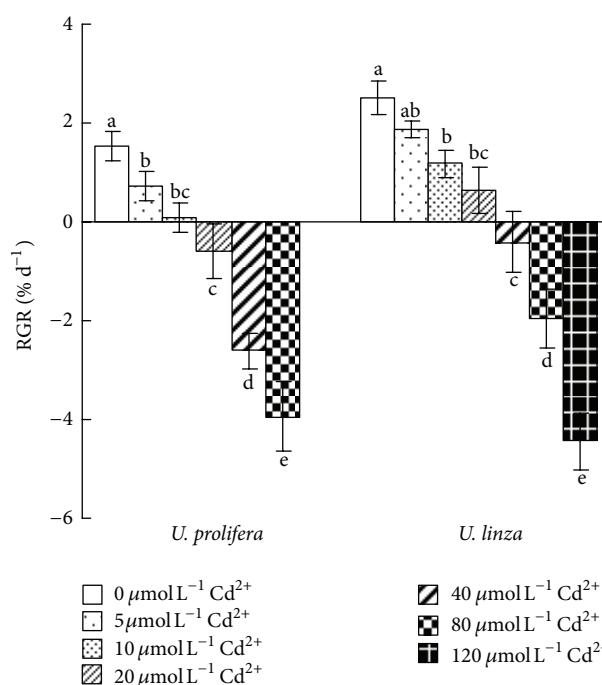 4
2
0
−2
−4
−6
RGR (% d⁻¹)
a
b
bc
c
d
e
a
ab
b
bc
c
d
e
U. prolifera
U. linza
0 μmol L⁻¹ Cd²⁺
5 μmol L⁻¹ Cd²⁺
10 μmol L⁻¹ Cd²⁺
20 μmol L⁻¹ Cd²⁺
40 μmol L⁻¹ Cd²⁺
80 μmol L⁻¹ Cd²⁺
120 μmol L⁻¹ Cd²